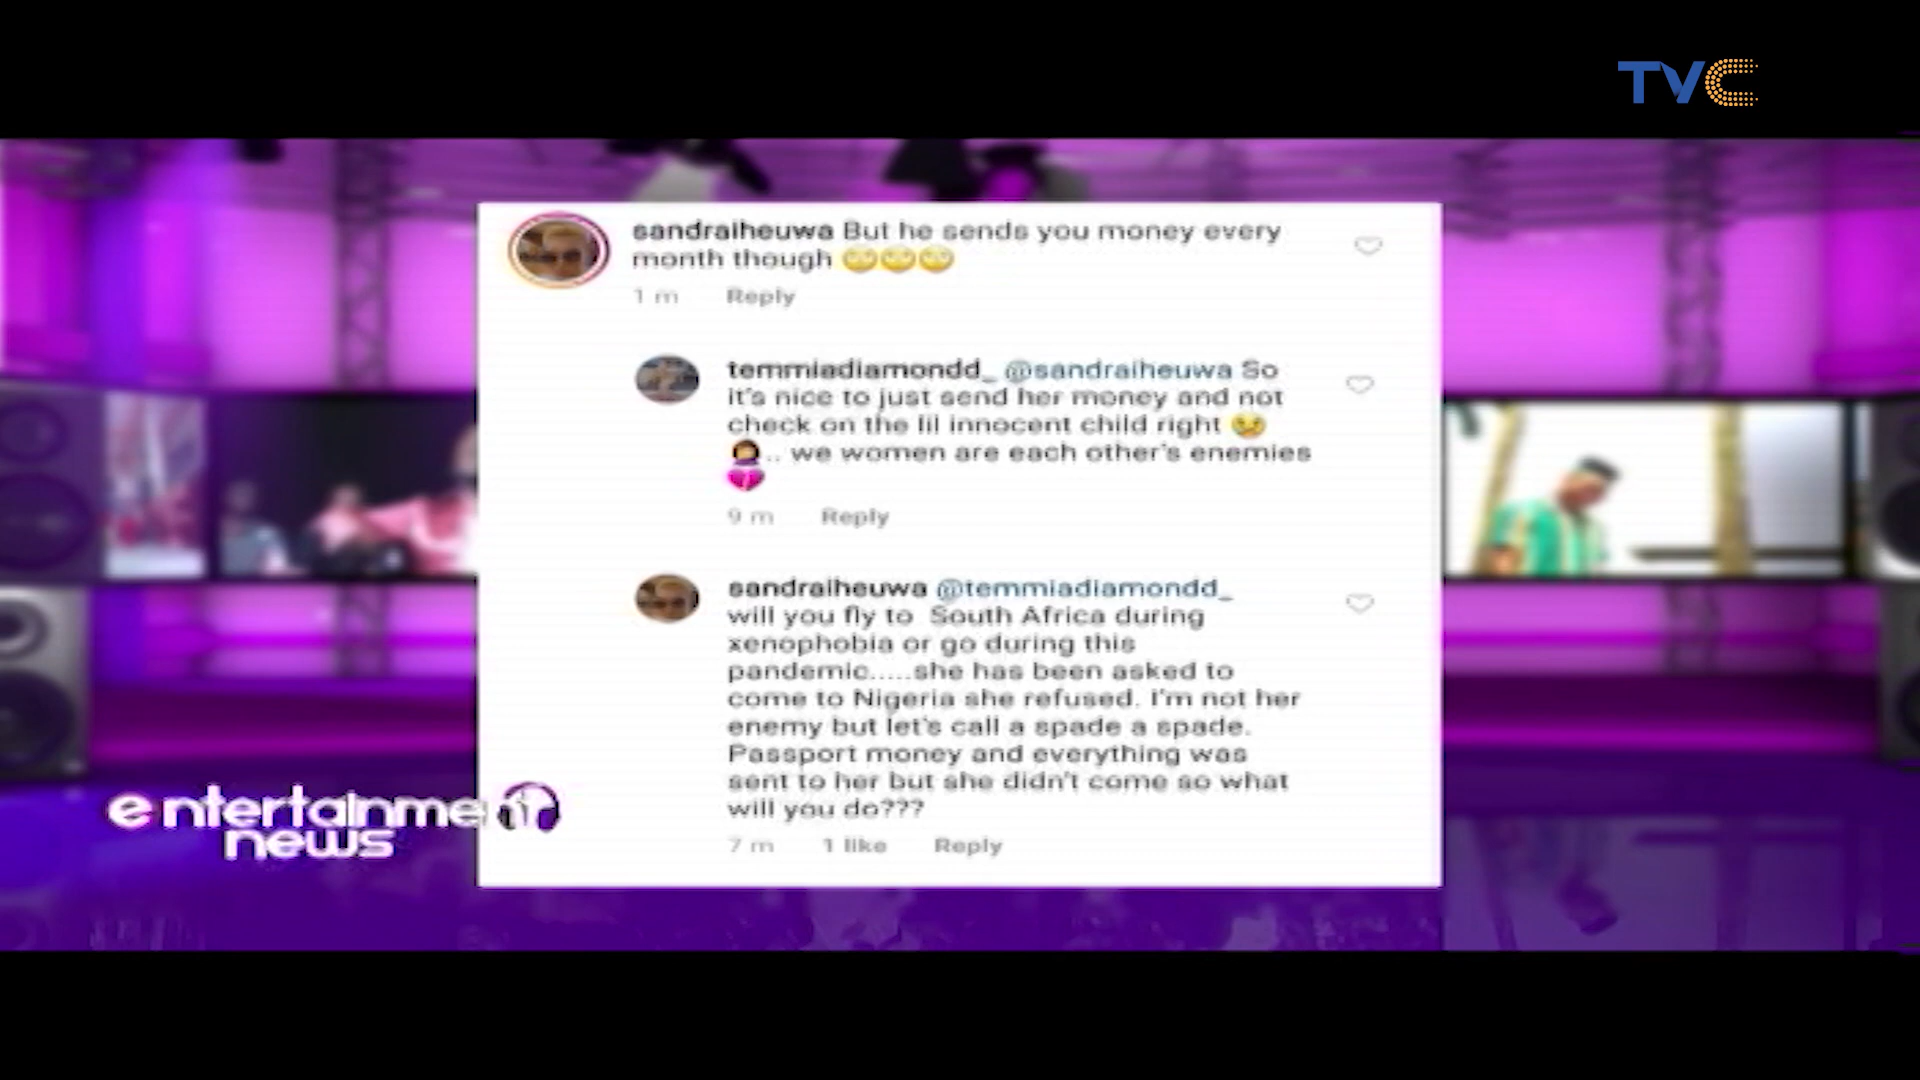 TVC
sandraiheuwa But he sends you money every
month though 🙄🙄🙄
1 m Reply
temmiadiamondd_ @sandraiheuwa So
it's nice to just send her money and not
check on the lil innocent child right 😢
🤦.. we women are each other's enemies
💔
9 m Reply
sandraiheuwa @temmiadiamondd_
will you fly to South Africa during
xenophobia or go during this
pandemic.....she has been asked to
come to Nigeria she refused. I'm not her
enemy but let's call a spade a spade.
Passport money and everything was
sent to her but she didn't come so what
will you do???
7 m 1 like Reply
entertainment
news